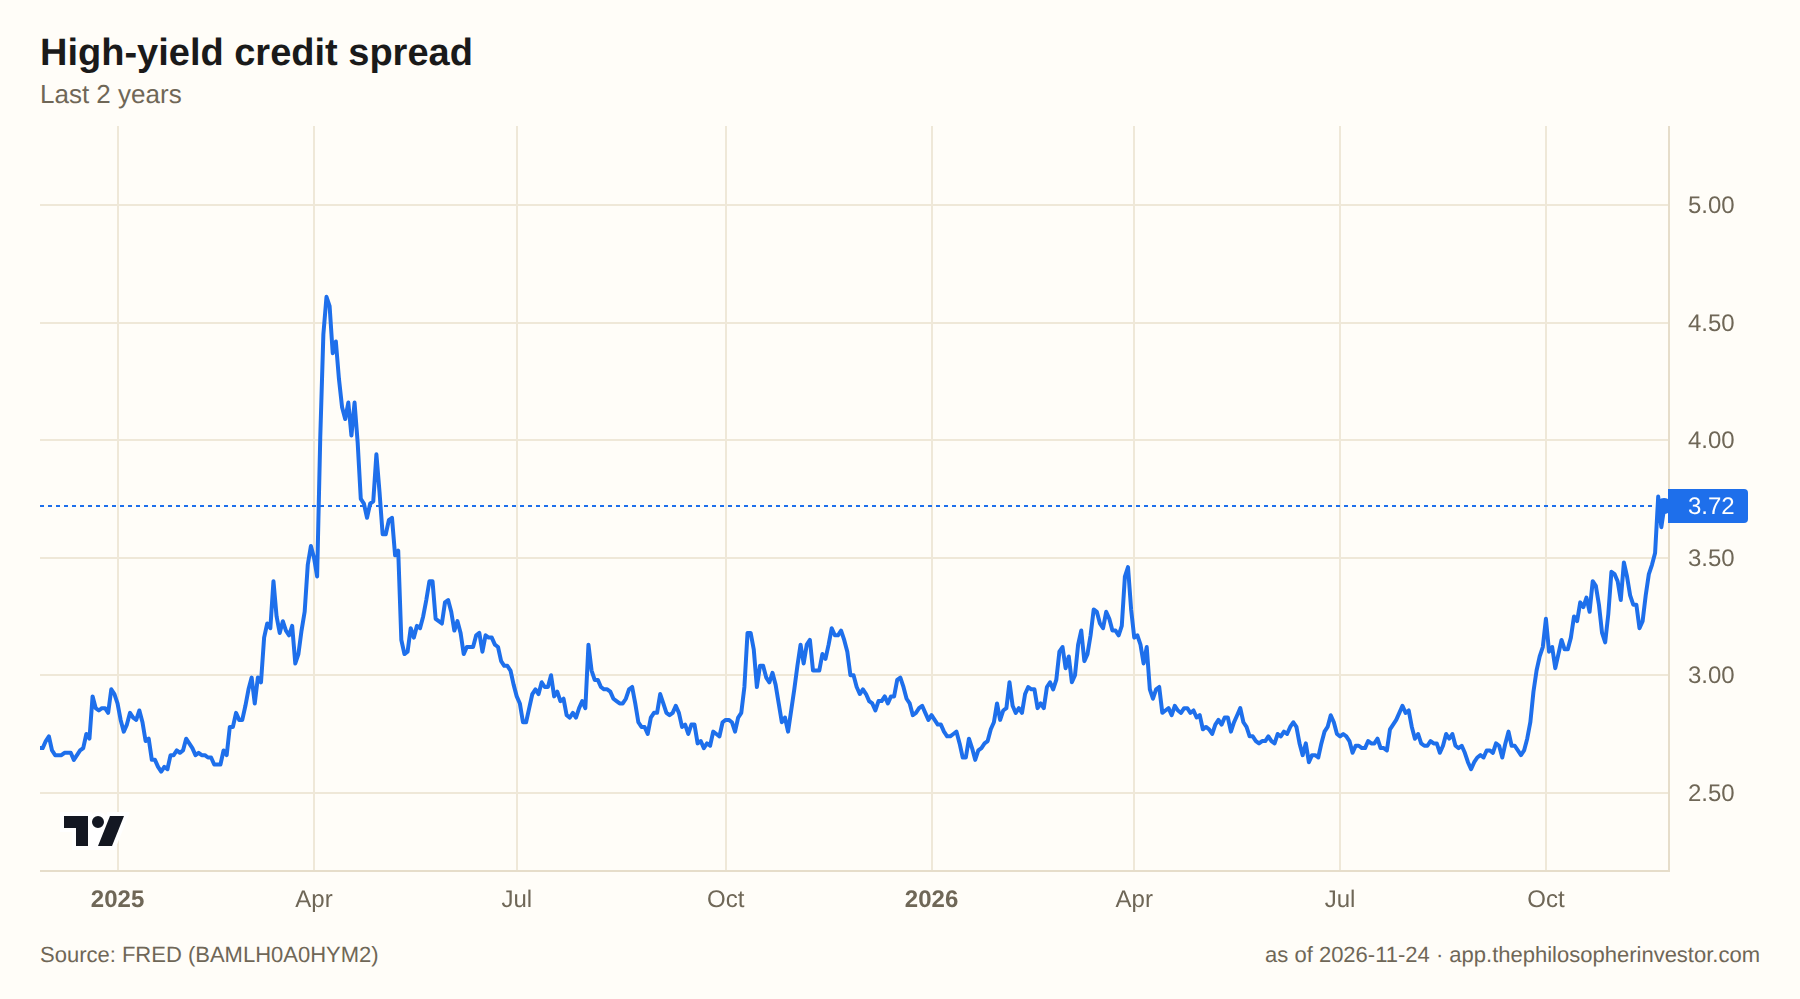 High-yield credit spread
Last 2 years
5.00
4.50
4.00
3.72
3.50
3.00
2.50
2025 Apr Jul Oct 2026 Apr Jul Oct
Source: FRED (BAMLH0A0HYM2)
as of 2026-11-24 · app.thephilosopherinvestor.com